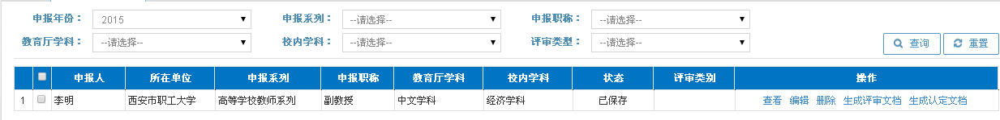 申报年份： 2015 申报系列： --请选择-- 申报职称： --请选择--
教育厅学科： --请选择-- 校内学科： --请选择-- 评审类型： --请选择-- 查询 重置
申报人 所在单位 申报系列 申报职称 教育厅学科 校内学科 状态 评审类别 操作
1 李明 西安市职工大学 高等学校教师系列 副教授 中文学科 经济学科 已保存 查看 编辑 删除 生成评审文档 生成认定文档